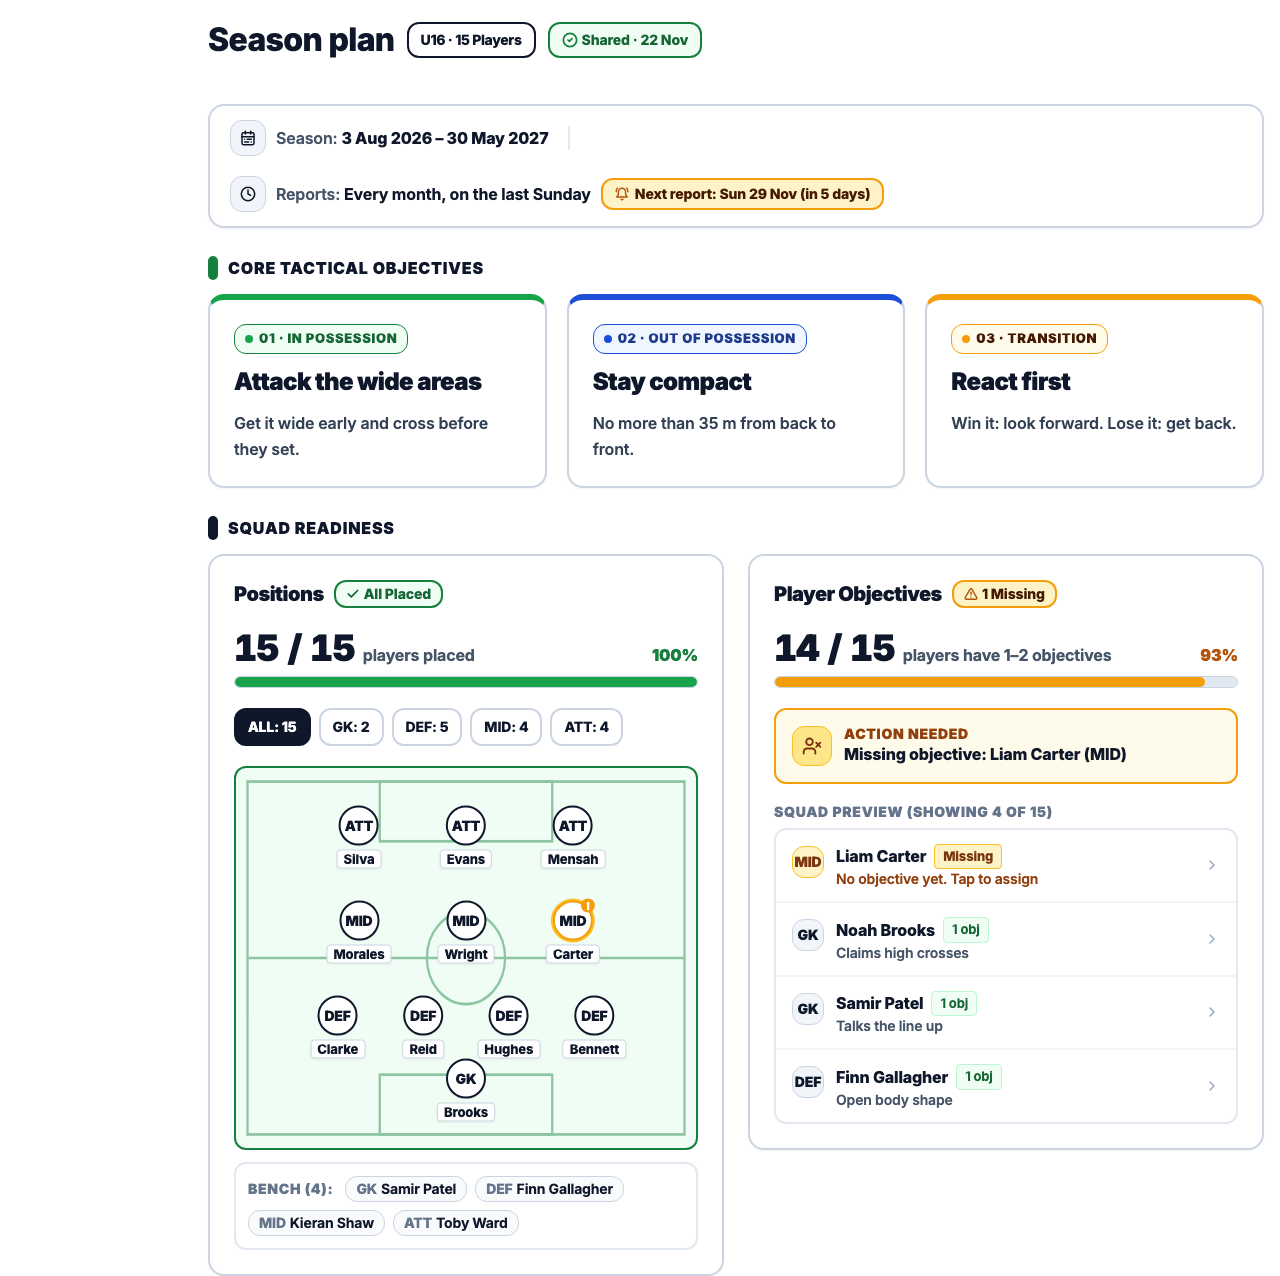 Season plan
U16 · 15 Players
Shared · 22 Nov
Season: 3 Aug 2026 – 30 May 2027
Reports: Every month, on the last Sunday
Next report: Sun 29 Nov (in 5 days)
CORE TACTICAL OBJECTIVES
01 · IN POSSESSION
Attack the wide areas
Get it wide early and cross before
they set.
02 · OUT OF POSSESSION
Stay compact
No more than 35 m from back to
front.
03 · TRANSITION
React first
Win it: look forward. Lose it: get back.
SQUAD READINESS
Positions
All Placed
15 / 15 players placed
100%
ALL: 15
GK: 2
DEF: 5
MID: 4
ATT: 4
ATT
ATT
ATT
Silva
Evans
Mensah
MID
MID
MID
!
Morales
Wright
Carter
DEF
DEF
DEF
DEF
Clarke
Reid
Hughes
Bennett
GK
Brooks
BENCH (4):
GK Samir Patel
DEF Finn Gallagher
MID Kieran Shaw
ATT Toby Ward
Player Objectives
1 Missing
14 / 15 players have 1–2 objectives
93%
ACTION NEEDED
Missing objective: Liam Carter (MID)
SQUAD PREVIEW (SHOWING 4 OF 15)
MID
Liam Carter
Missing
No objective yet. Tap to assign
GK
Noah Brooks
1 obj
Claims high crosses
GK
Samir Patel
1 obj
Talks the line up
DEF
Finn Gallagher
1 obj
Open body shape